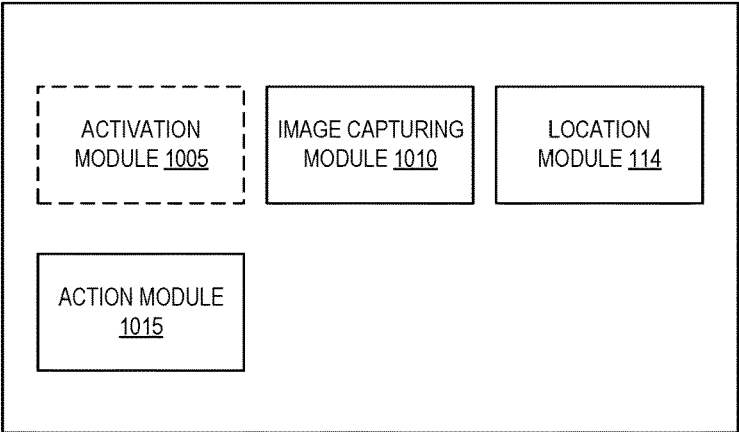 ACTIVATION
MODULE 1005
IMAGE CAPTURING
MODULE 1010
LOCATION
MODULE 114
ACTION MODULE
1015